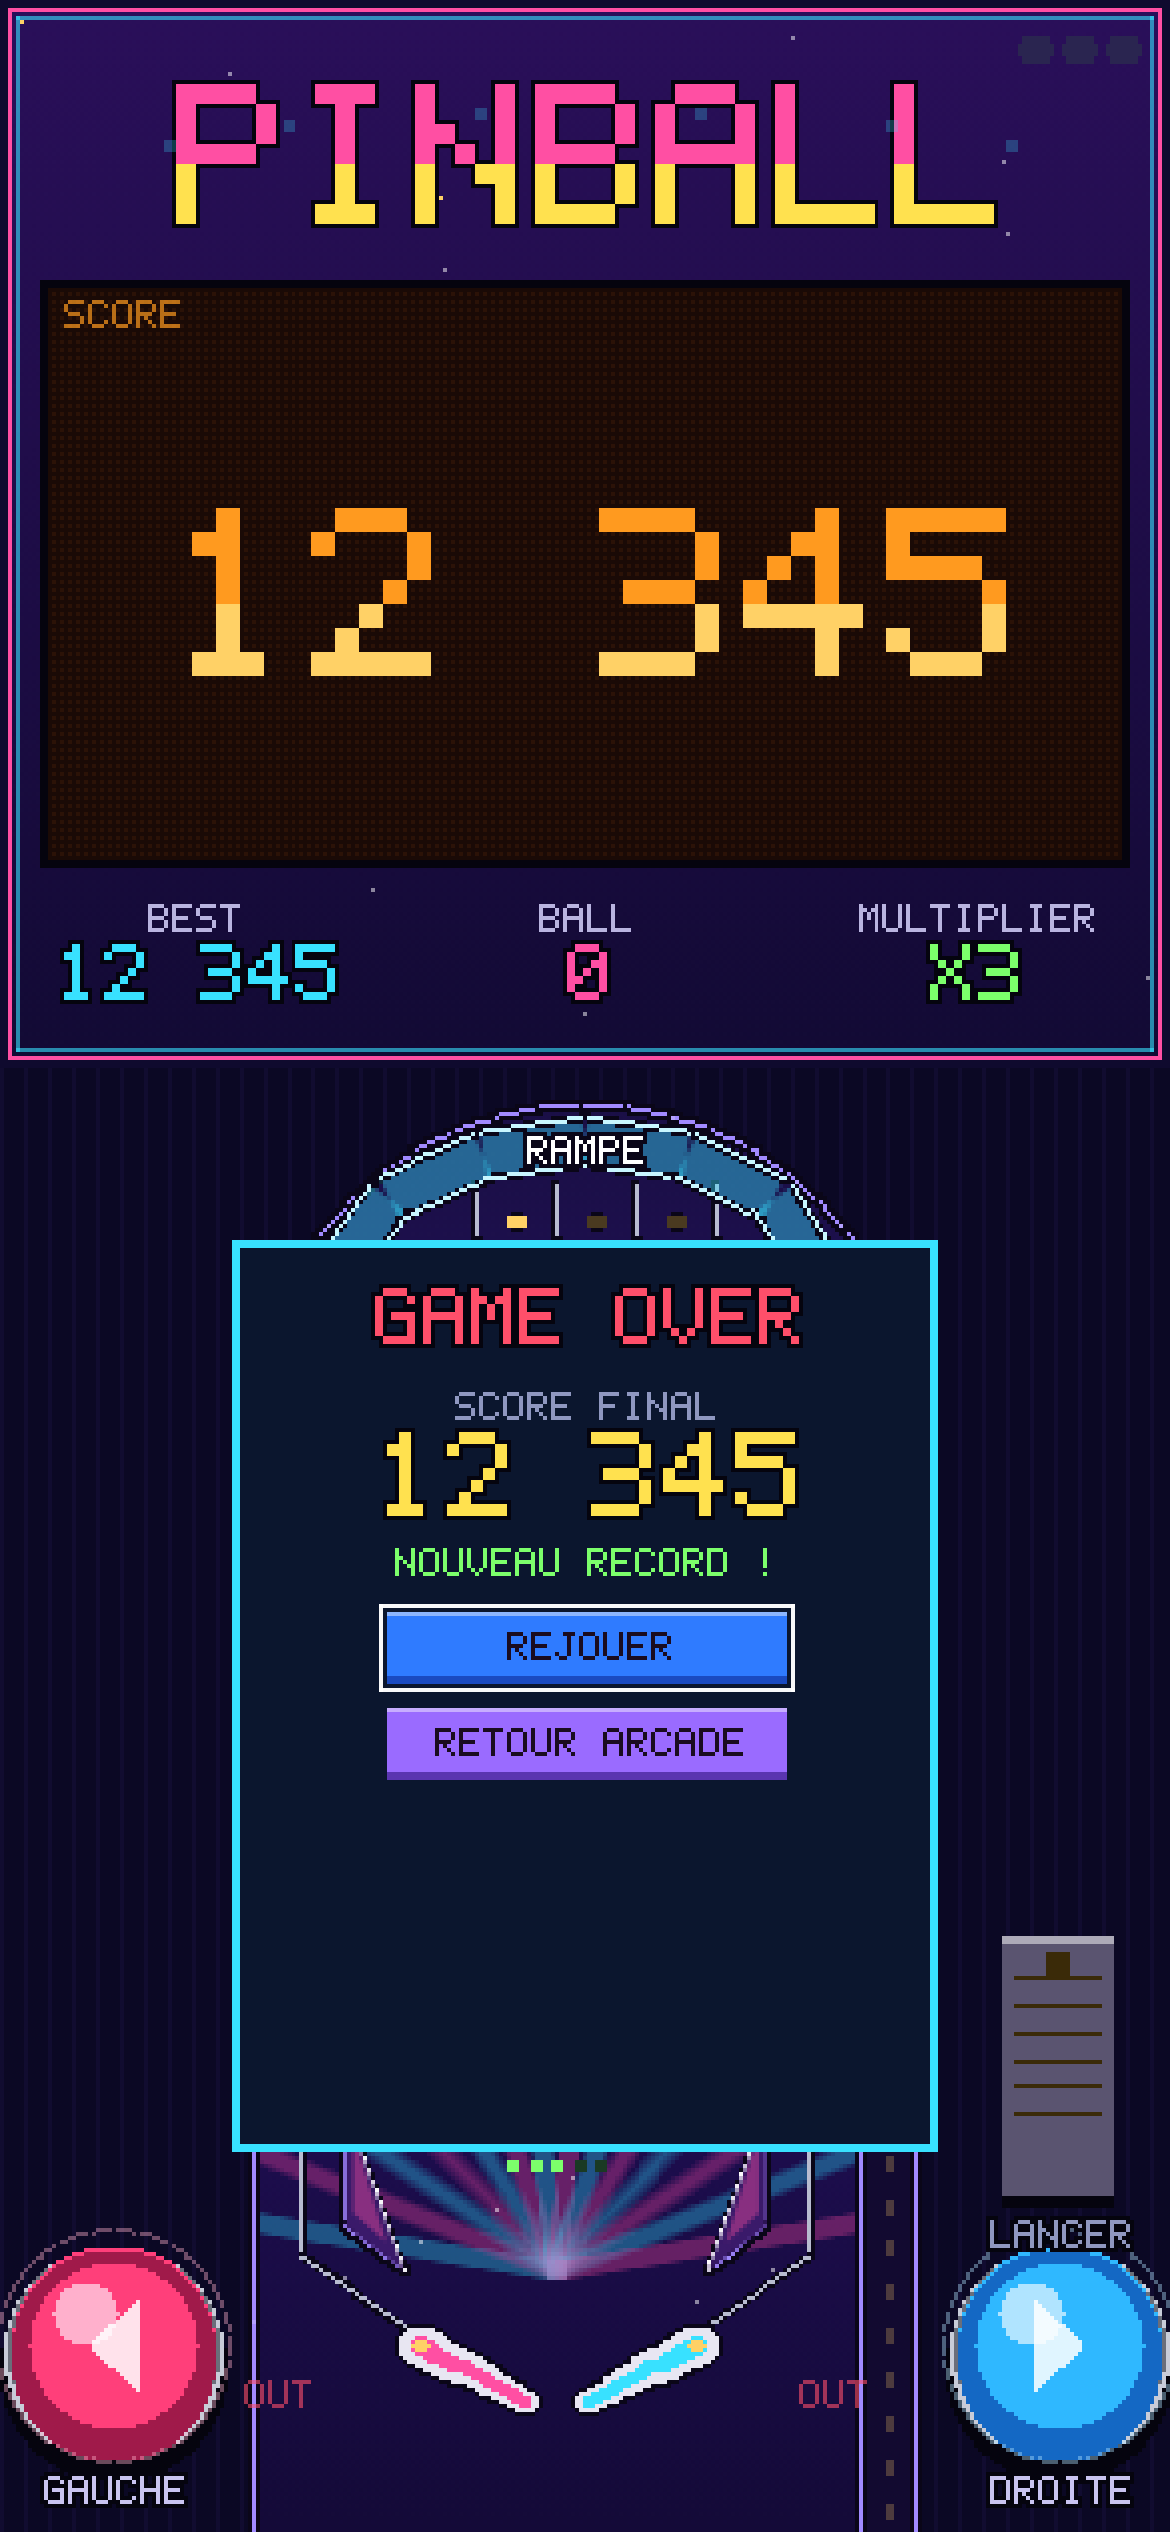 PINBALL
SCORE
12 345
BEST BALL MULTIPLIER
12 345 0 X3
RAMPE
GAME OVER
SCORE FINAL
12 345
NOUVEAU RECORD !
REJOUER
RETOUR ARCADE
LANCER
OUT OUT
GAUCHE DROITE